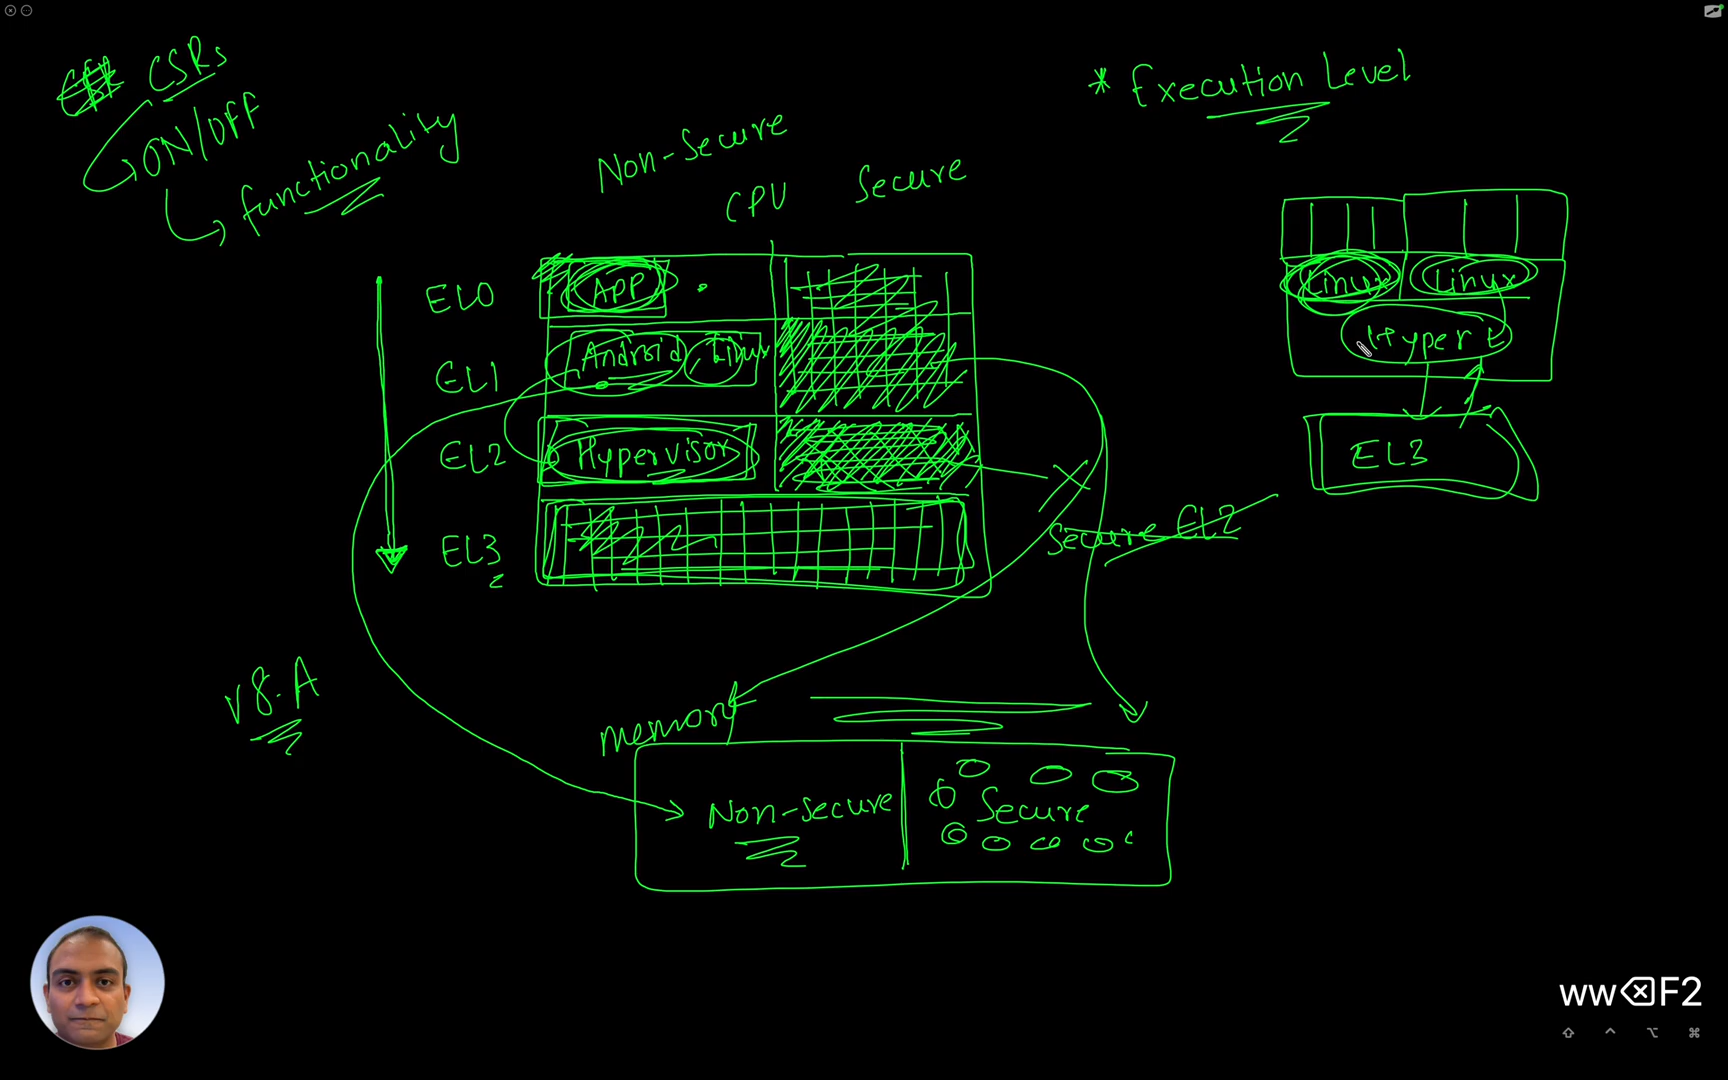 CSRs
ON/OFF
functionality
* Execution Level
Non-Secure
CPU
Secure
EL0
APP
EL1
Android
Linux
EL2
Hypervisor
EL3
Linux
Linux
Hyper
EL3
Secure EL2
v8-A
memory
Non-Secure
Secure
ww⌫F2
⇧ ^ ⌥ ⌘